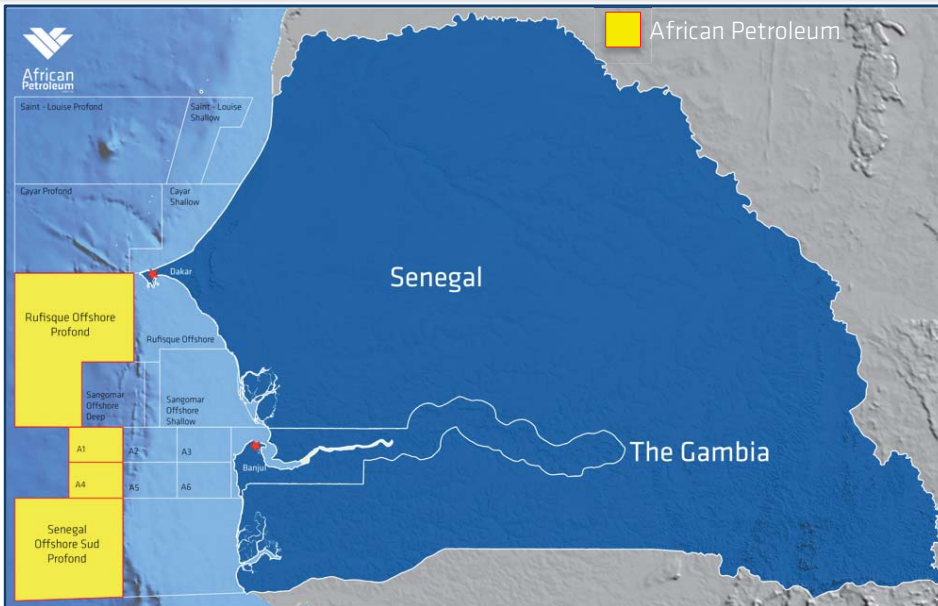 African Petroleum
African
Petroleum
Saint - Louise Profond
Saint - Louise
Shallow
Cayar Profond
Cayar
Shallow
Dakar
Senegal
Rufisque Offshore
Profond
Rufisque Offshore
Sangomar
Offshore
Deep
Sangomar
Offshore
Shallow
A1
A2
A3
Banjul
The Gambia
A4
A5
A6
Senegal
Offshore Sud
Profond